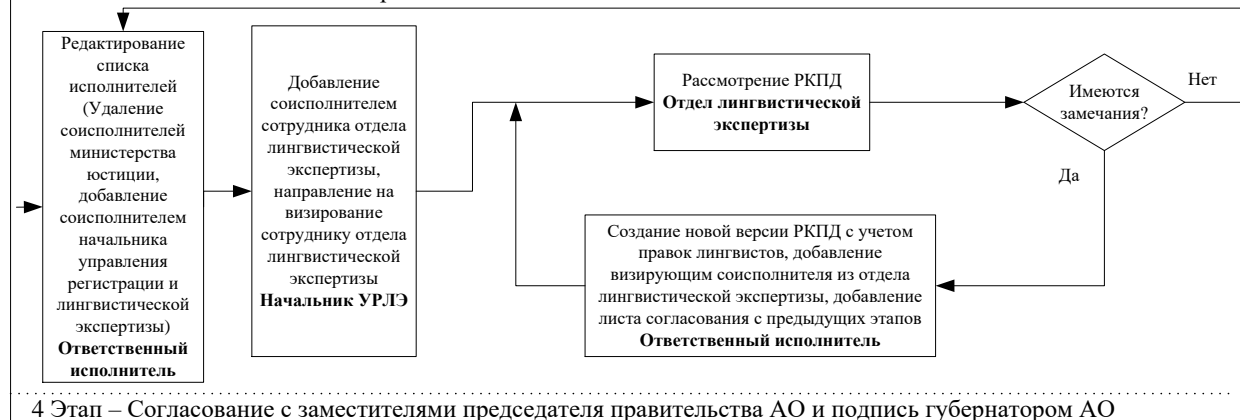 Редактирование
списка
исполнителей
(Удаление
соисполнителей
министерства
юстиции,
добавление
соисполнителем
начальника
управления
регистрации и
лингвистической
экспертизы)
Ответственный
исполнитель
Добавление
соисполнителем
сотрудника отдела
лингвистической
экспертизы,
направление на
визирование
сотруднику отдела
лингвистической
экспертизы
Начальник УРЛЭ
Рассмотрение РКПД
Отдел лингвистической
экспертизы
Имеются
замечания?
Нет
Да
Создание новой версии РКПД с учетом
правок лингвистов, добавление
визирующим соисполнителя из отдела
лингвистической экспертизы, добавление
листа согласования с предыдущих этапов
Ответственный исполнитель
4 Этап – Согласование с заместителями председателя правительства АО и подпись губернатором АО